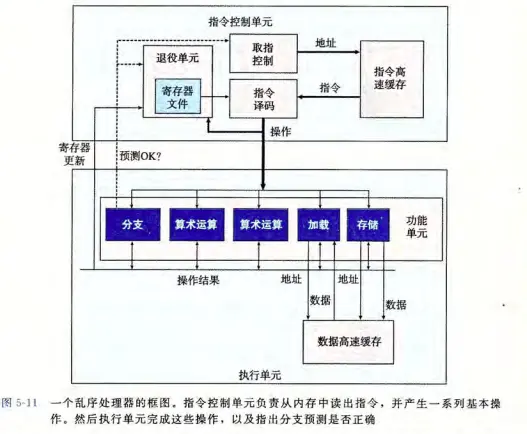 指令控制单元
取指
控制
地址
指令高
速缓存
退役单元
寄存器
文件
指令
译码
指令
操作
寄存器
更新
预测OK?
分支
算术运算
算术运算
加载
存储
功能
单元
操作结果
地址
地址
数据
数据
数据高速缓存
执行单元
图 5-11 一个乱序处理器的框图。指令控制单元负责从内存中读出指令，并产生一系列基本操
作。然后执行单元完成这些操作，以及指出分支预测是否正确